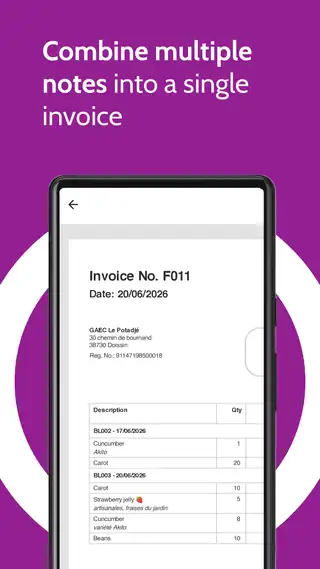 Combine multiple
notes into a single
invoice
Invoice No. F011
Date: 20/06/2026
GAEC Le Potadjé
30 chemin de bournand
38730 Doissin
Reg. No.: 91147198500018
Description Qty
BL002 - 17/06/2026
Cuncumber 1
Akito
Carot 20
BL003 - 20/06/2026
Carot 10
Strawberry jelly 🍓 5
artisanales, fraises du jardin
Cuncumber 8
variété Akito
Beans 10